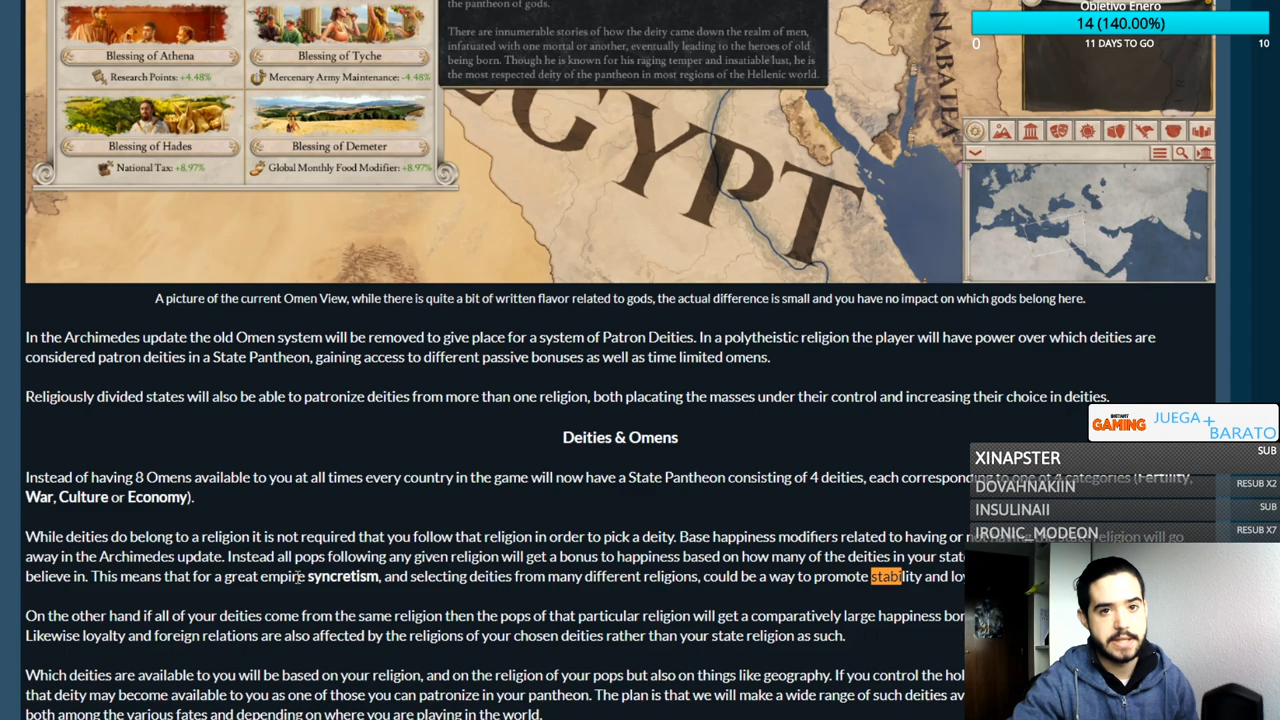 the pantheon of gods.
There are innumerable stories of how the deity came down the realm of men,
infatuated with one mortal or another, eventually leading to the heroes of old
being born. Though he is known for his raging temper and insatiable lust, he is
the most respected deity of the pantheon in most regions of the Hellenic world.
Blessing of Athena
Blessing of Tyche
Research Points: +4.48%
Mercenary Army Maintenance: -4.48%
Blessing of Hades
Blessing of Demeter
National Tax: +8.97%
Global Monthly Food Modifier: +8.97%
EGYPT
NABATIA
Objetivo Enero
14 (140.00%)
0
11 DAYS TO GO
10
A picture of the current Omen View, while there is quite a bit of written flavor related to gods, the actual difference is small and you have no impact on which gods belong here.
In the Archimedes update the old Omen system will be removed to give place for a system of Patron Deities. In a polytheistic religion the player will have power over which deities are
considered patron deities in a State Pantheon, gaining access to different passive bonuses as well as time limited omens.
Religiously divided states will also be able to patronize deities from more than one religion, both placating the masses under their control and increasing their choice in deities.
Deities & Omens
Instead of having 8 Omens available to you at all times every country in the game will now have a State Pantheon consisting of 4 deities, each corresponding to one of 4 categories (Fertility,
War, Culture or Economy).
While deities do belong to a religion it is not required that you follow that religion in order to pick a deity. Base happiness modifiers related to having or not having the state religion will go
away in the Archimedes update. Instead all pops following any given religion will get a bonus to happiness based on how many of the deities in your state
believe in. This means that for a great empire syncretism, and selecting deities from many different religions, could be a way to promote stability and
On the other hand if all of your deities come from the same religion then the pops of that particular religion will get a comparatively large happiness
Likewise loyalty and foreign relations are also affected by the religions of your chosen deities rather than your state religion as such.
Which deities are available to you will be based on your religion, and on the religion of your pops but also on things like geography. If you control the
that deity may become available to you as one of those you can patronize in your pantheon. The plan is that we will make a wide range of such deities
both among the various fates and depending on where you are playing in the world.
INSTANT
GAMING
JUEGA+
BARATO
XINAPSTER SUB
DOVAHNAKIIN RESUB X2
INSULINAII SUB
IRONIC_MODEON RESUB X7